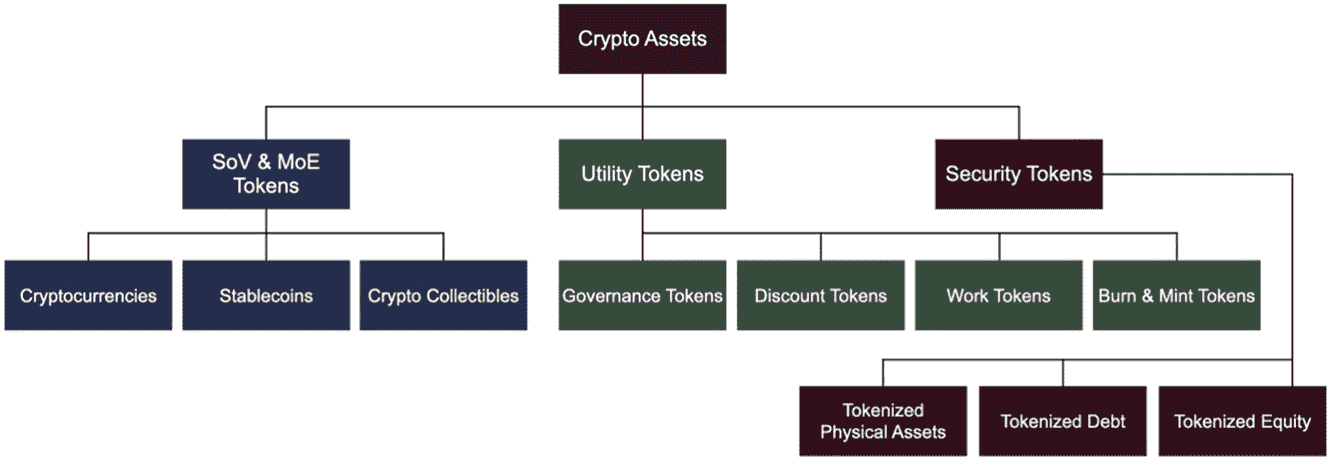 Crypto Assets
SoV & MoE
Tokens
Utility Tokens
Security Tokens
Cryptocurrencies
Stablecoins
Crypto Collectibles
Governance Tokens
Discount Tokens
Work Tokens
Burn & Mint Tokens
Tokenized
Physical Assets
Tokenized Debt
Tokenized Equity